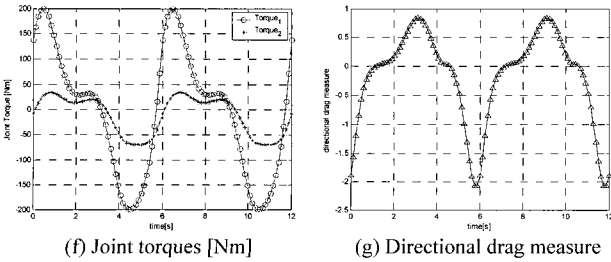 200
150
100
50
0
-50
-100
-150
-200
Joint Torque [Nm]
Torque1
Torque2
0 2 4 6 8 10 12
time[s]
(f) Joint torques [Nm]
1
0.5
0
-0.5
-1
-1.5
-2
-2.5
directional drag measure
0 2 4 6 8 10 12
time[s]
(g) Directional drag measure